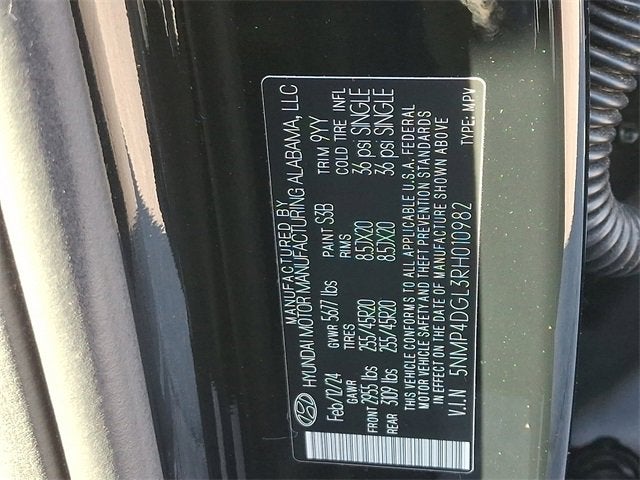 MANUFACTURED BY
HYUNDAI MOTOR MANUFACTURING ALABAMA, LLC
Feb/12/24 GVWR 5677 lbs PAINT S3B TRIM 9YY
GAWR TIRES RIMS COLD TIRE INFL
FRONT 2955 lbs 255/45R20 8.5JX20 36 psi SINGLE
REAR 3109 lbs 255/45R20 8.5JX20 36 psi SINGLE
THIS VEHICLE CONFORMS TO ALL APPLICABLE U.S.A. FEDERAL
MOTOR VEHICLE SAFETY AND THEFT PREVENTION STANDARDS
IN EFFECT ON THE DATE OF MANUFACTURE SHOWN ABOVE
V.I.N 5NMP4DGL3RH010982 TYPE: MPV